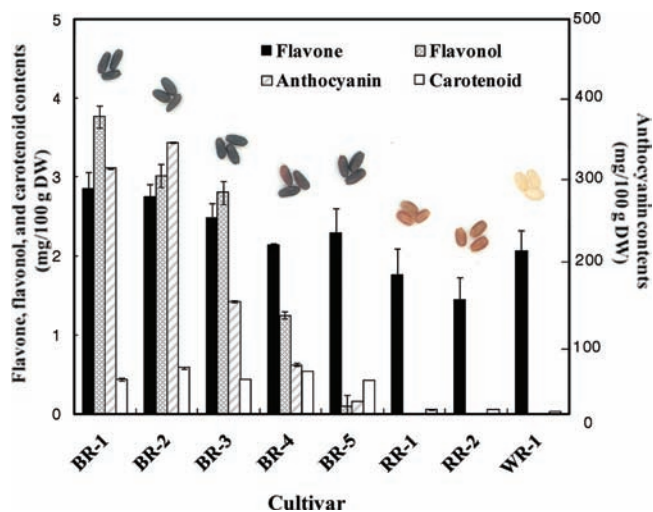 5
4
3
2
1
0
Flavone, flavonol, and carotenoid contents
(mg/100 g DW)
Flavone
Flavonol
Anthocyanin
Carotenoid
500
400
300
200
100
0
Anthocyanin contents
(mg/100 g DW)
BR-1
BR-2
BR-3
BR-4
BR-5
RR-1
RR-2
WR-1
Cultivar